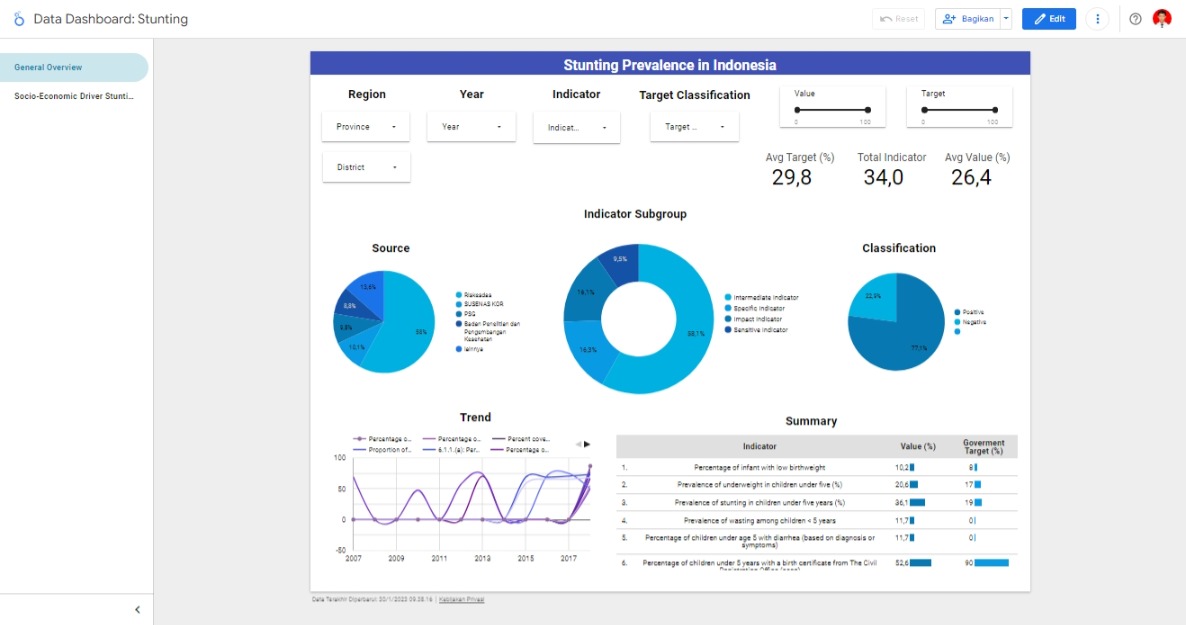 Data Dashboard: Stunting
Reset
Bagikan
Edit
General Overview
Socio-Economic Driver Stunti...
Stunting Prevalence in Indonesia
Region
Year
Indicator
Target Classification
Value
0 100
Target
0 100
Province
Year
Indicat...
Target ...
District
Avg Target (%)
29,8
Total Indicator
34,0
Avg Value (%)
26,4
Indicator Subgroup
Source
Classification
13,6%
8,8%
10,1%
58%
Riskesdas
SUSENAS KOR
PSG
Badan Penelitian dan
Pengembangan
Kesehatan
lainnya
9,5%
16,1%
16,3%
58,1%
Intermediate Indicator
Specific Indicator
Impact Indicator
Sensitive Indicator
22,9%
77,1%
Positive
Negative
Trend
Percentage o...
Percentage o...
Percent cove...
Proportion of...
6.1.1.(a): Per...
Percentage o...
100
50
0
-50
2007 2009 2011 2013 2015 2017
Summary
Indicator Value (%) Goverment Target (%)
1. Percentage of infant with low birthweight 10,2 8
2. Prevalence of underweight in children under five (%) 20,6 17
3. Prevalence of stunting in children under five years (%) 36,1 19
4. Prevalence of wasting among children < 5 years 11,7 0
5. Percentage of children under age 5 with diarrhea (based on diagnosis or symptoms) 11,7 0
6. Percentage of children under 5 years with a birth certificate from The Civil 52,6 90
Data Terakhir Diperbarui: 30/1/2023 09.38.16 | Kebijakan Privasi